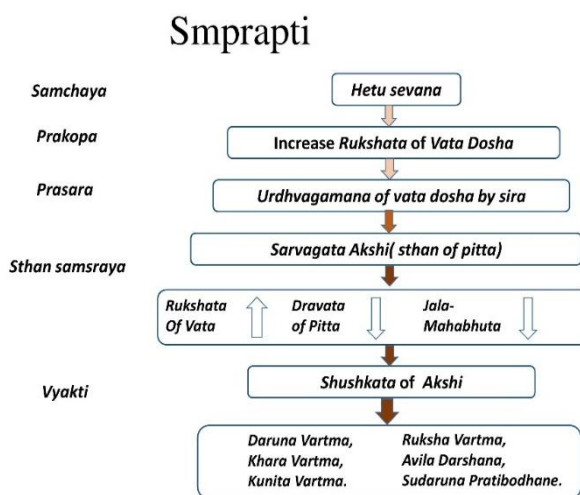 Smprapti
Samchaya
Hetu sevana
Prakopa
Increase Rukshata of Vata Dosha
Prasara
Urdhvagamana of vata dosha by sira
Sthan samsraya
Sarvagata Akshi( sthan of pitta)
Rukshata
Of Vata
Dravata
of Pitta
Jala-
Mahabhuta
Vyakti
Shushkata of Akshi
Daruna Vartma,
Khara Vartma,
Kunita Vartma.
Ruksha Vartma,
Avila Darshana,
Sudaruna Pratibodhane.